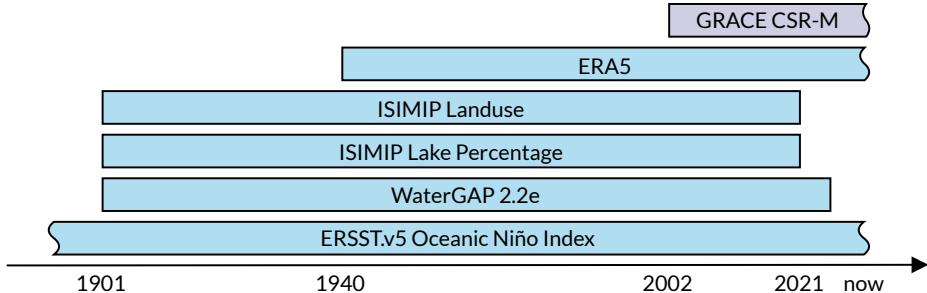 GRACE CSR-M
ERA5
ISIMIP Landuse
ISIMIP Lake Percentage
WaterGAP 2.2e
ERSST.v5 Oceanic Niño Index
1901 1940 2002 2021 now